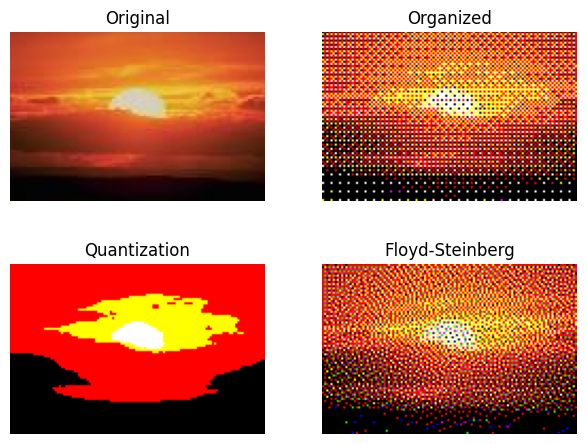 Original
Organized
Quantization
Floyd-Steinberg